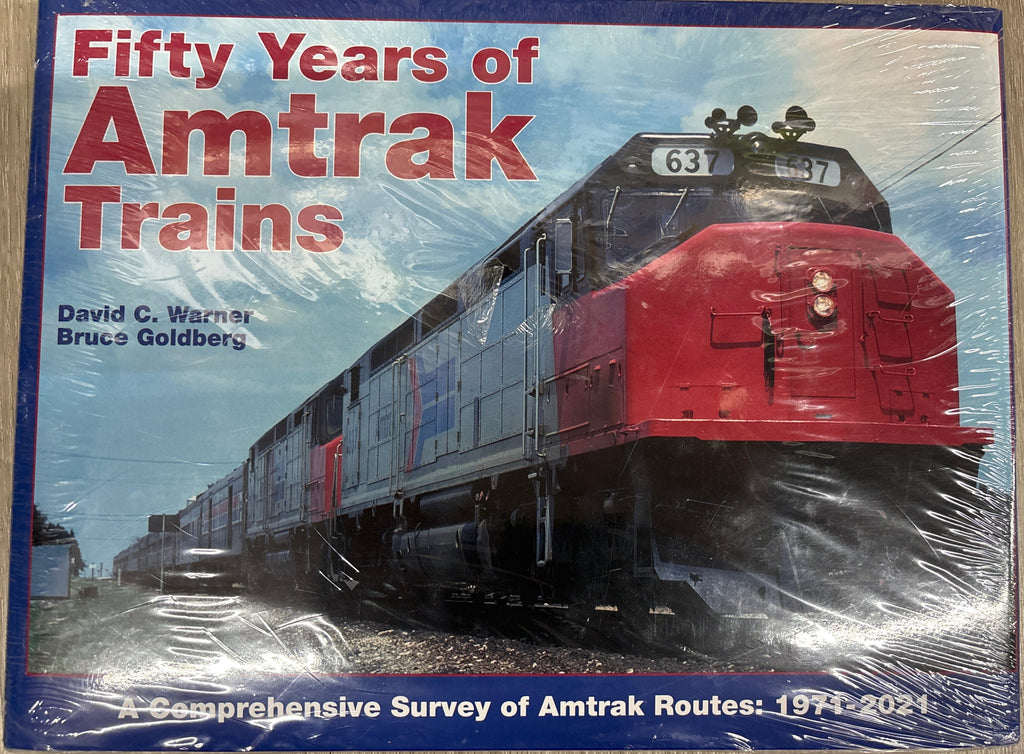 Fifty Years of
Amtrak
Trains
David C. Warner
Bruce Goldberg
637
637
A Comprehensive Survey of Amtrak Routes: 1971-2021